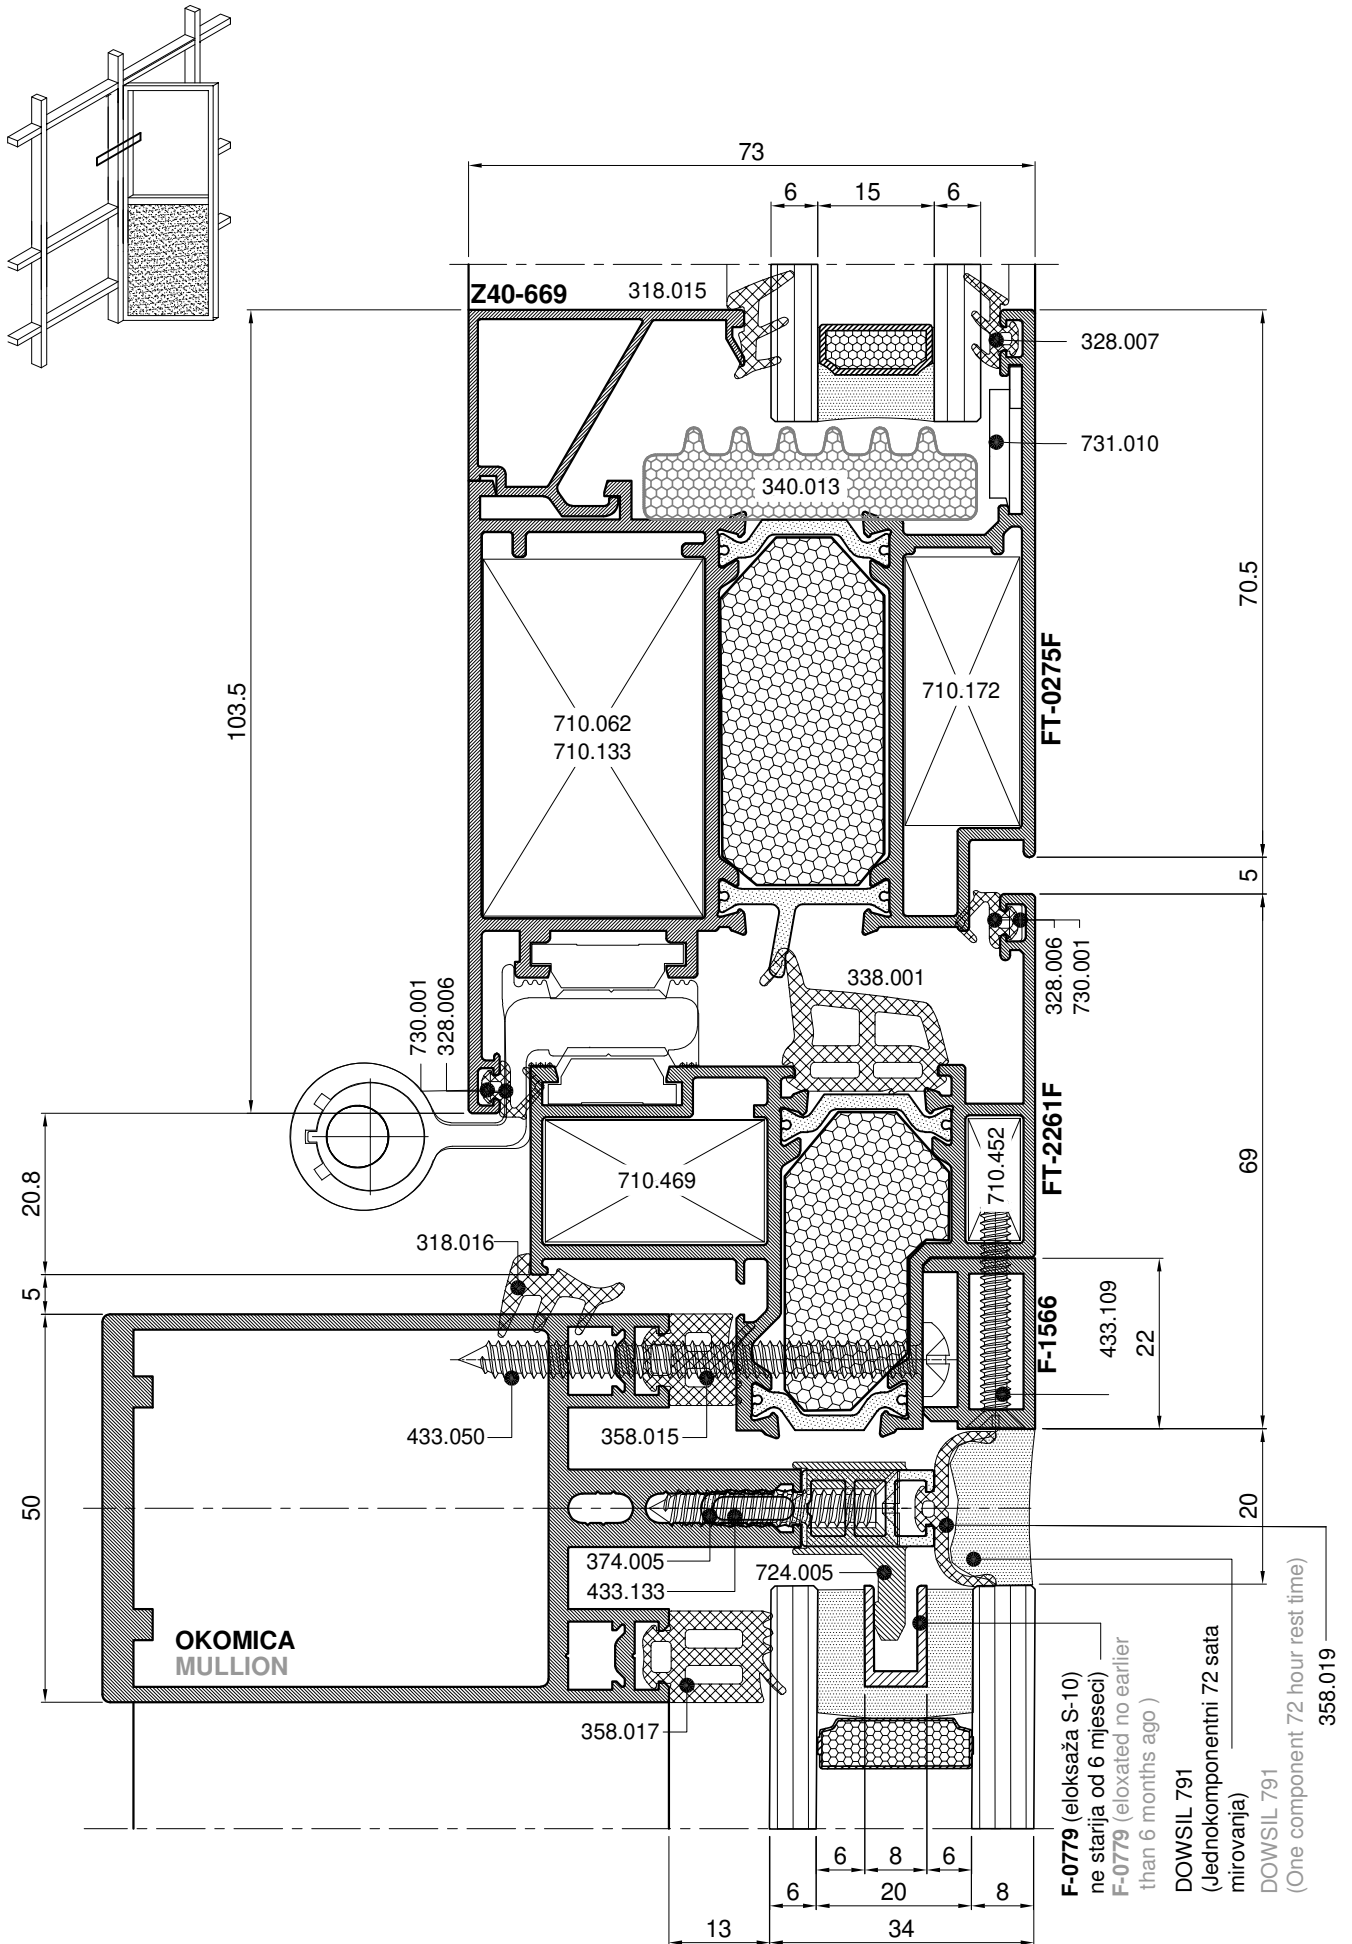 73
6
15
6
Z40-669
318.015
328.007
731.010
340.013
103.5
70.5
710.062
710.133
710.172
FT-0275F
5
328.006
730.001
338.001
730.001
328.006
20.8
710.469
710.452
FT-2261F
69
318.016
5
F-1566
433.109
22
433.050
358.015
50
20
374.005
433.133
724.005
OKOMICA
MULLION
358.017
F-0779 (eloksaža S-10)
ne starija od 6 mjeseci)
F-0779 (eloxated no earlier
than 6 months ago )
DOWSIL 791
(Jednokomponentni 72 sata
mirovanja)
DOWSIL 791
(One component 72 hour rest time)
358.019
6
8
6
6
20
8
13
34